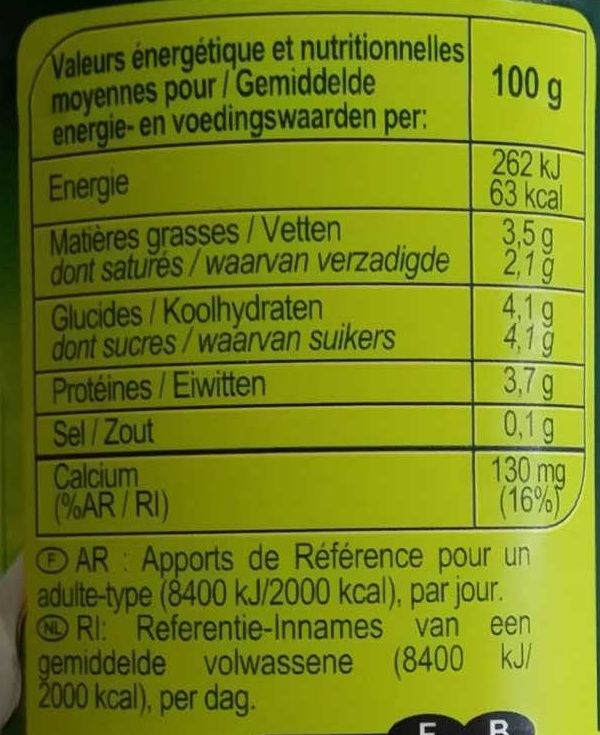 Valeurs énergétique et nutritionnelles
moyennes pour / Gemiddelde
energie- en voedingswaarden per:
100 g
Energie
262 kJ
63 kcal
Matières grasses / Vetten
3,5 g
dont saturés / waarvan verzadigde
2,1 g
Glucides / Koolhydraten
4,1 g
dont sucres / waarvan suikers
4,1 g
Protéines / Eiwitten
3,7 g
Sel / Zout
0,1 g
Calcium
130 mg
(%AR / RI)
(16%)
F AR : Apports de Référence pour un
adulte-type (8400 kJ/2000 kcal), par jour.
NL RI: Referentie-Innames van een
gemiddelde volwassene (8400 kJ/
2000 kcal), per dag.